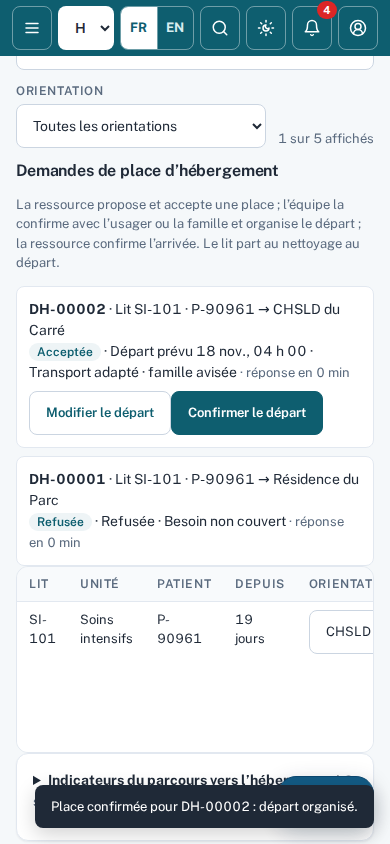 H
FR
EN
4
ORIENTATION
Toutes les orientations
1 sur 5 affichés
Demandes de place d’hébergement
La ressource propose et accepte une place ; l’équipe la
confirme avec l’usager ou la famille et organise le départ ;
la ressource confirme l’arrivée. Le lit part au nettoyage au
départ.
DH-00002 · Lit SI-101 · P-90961 → CHSLD du
Carré
Acceptée · Départ prévu 18 nov., 04 h 00 ·
Transport adapté · famille avisée · réponse en 0 min
Modifier le départ
Confirmer le départ
DH-00001 · Lit SI-101 · P-90961 → Résidence du
Parc
Refusée · Refusée · Besoin non couvert · réponse
en 0 min
LIT UNITÉ PATIENT DEPUIS ORIENTAT
SI-101 Soins intensifs P-90961 19 jours CHSLD
Indicateurs du parcours vers
Place confirmée pour DH-00002 : départ organisé.